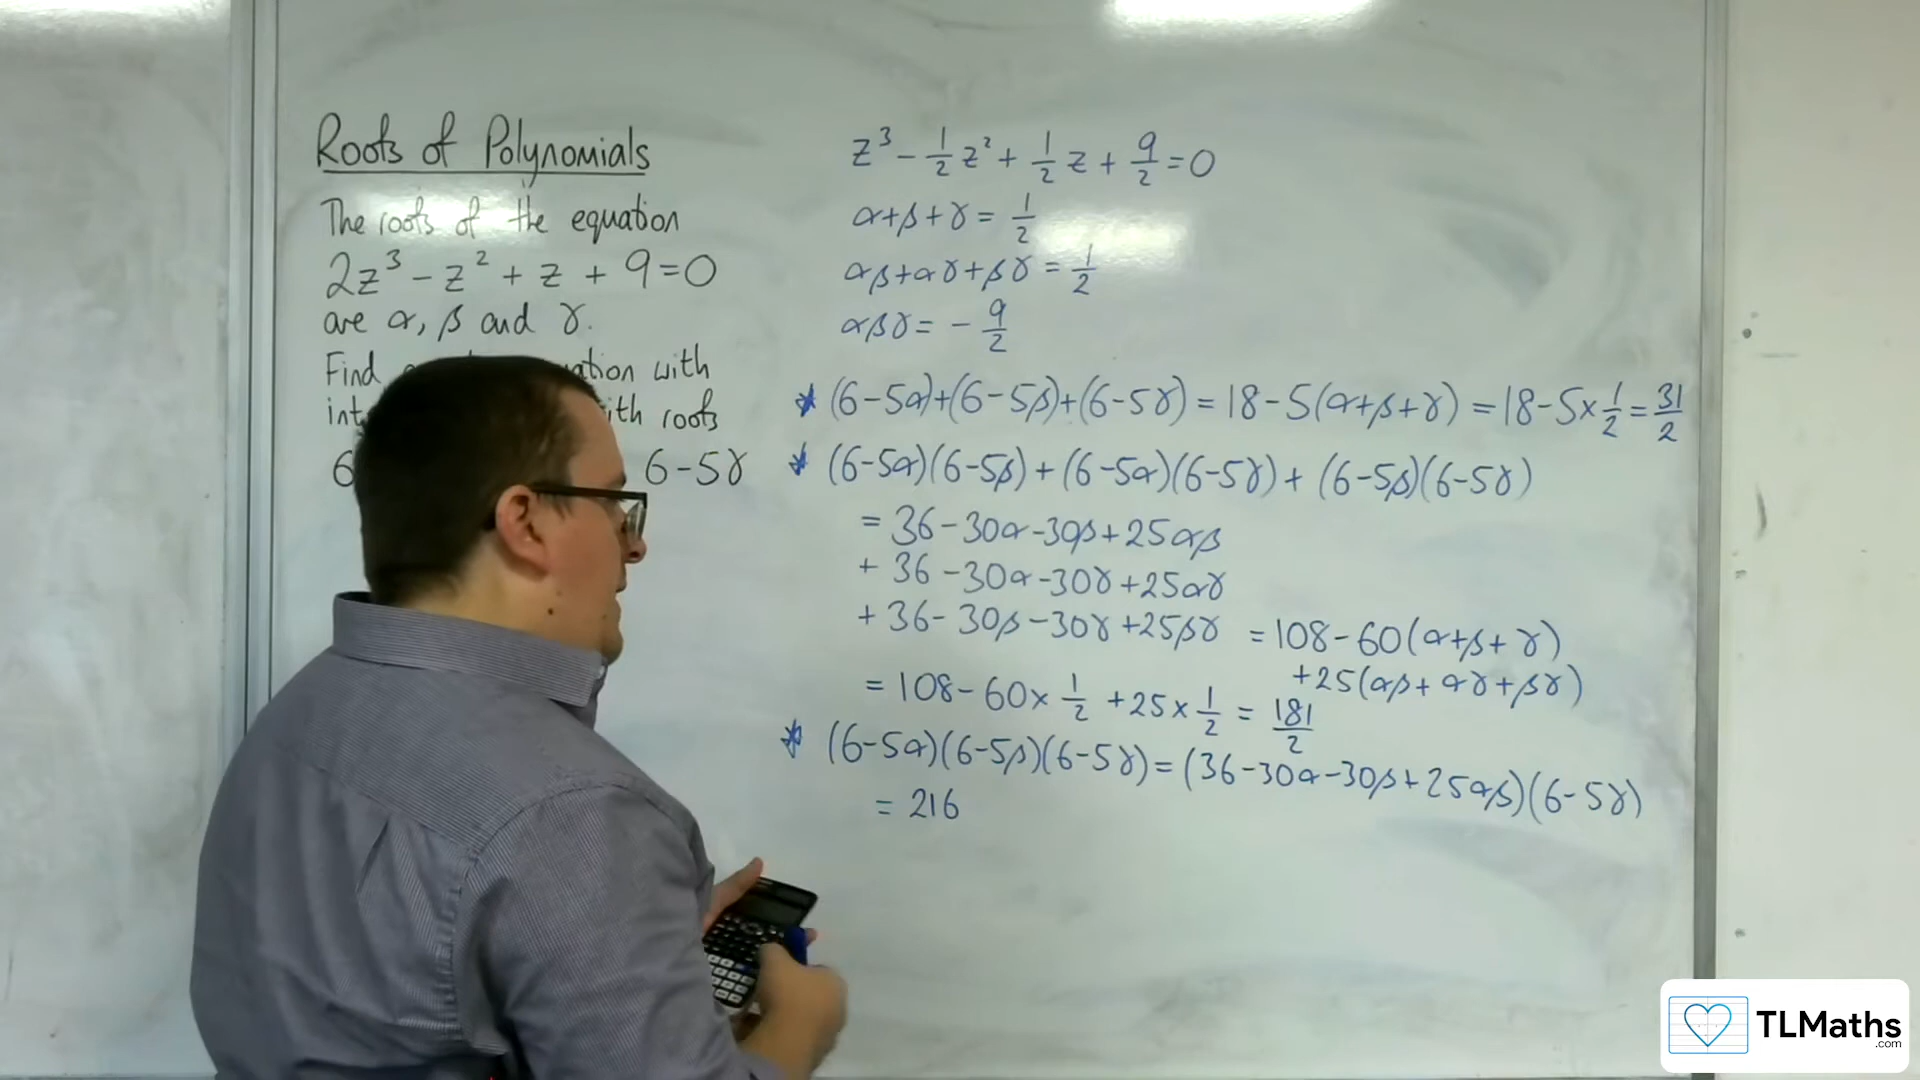 Roots of Polynomials
The roots of the equation
2z³ - z² + z + 9 = 0
are α, β and γ.
Find ation with
int ith roots
6 6-5γ
z³ - 1/2 z² + 1/2 z + 9/2 = 0
α+β+γ = 1/2
αβ+αγ+βγ = 1/2
αβγ = - 9/2
* (6-5α)+(6-5β)+(6-5γ) = 18-5(α+β+γ) = 18-5×1/2 = 31/2
* (6-5α)(6-5β) + (6-5α)(6-5γ) + (6-5β)(6-5γ)
= 36-30α-30β+25αβ
+ 36-30α-30γ+25αγ
+ 36-30β-30γ+25βγ = 108-60(α+β+γ)
+25(αβ+αγ+βγ)
= 108-60×1/2 +25×1/2 = 181/2
* (6-5α)(6-5β)(6-5γ) = (36-30α-30β+25αβ)(6-5γ)
= 216
TLMaths
.com